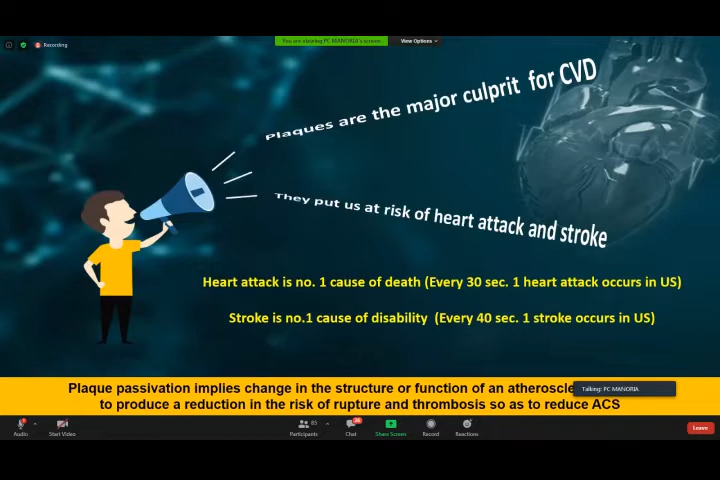 Recording
You are viewing PC MANORIA's screen
View Options
Plaques are the major culprit for CVD
They put us at risk of heart attack and stroke
Heart attack is no. 1 cause of death (Every 30 sec. 1 heart attack occurs in US)
Stroke is no.1 cause of disability (Every 40 sec. 1 stroke occurs in US)
Plaque passivation implies change in the structure or function of an
Talking: PC MANORIA
to produce a reduction in the risk of rupture and thrombosis so as to reduce ACS
Audio
Start Video
Participants
85
Chat
Share Screen
Record
Reactions
Leave